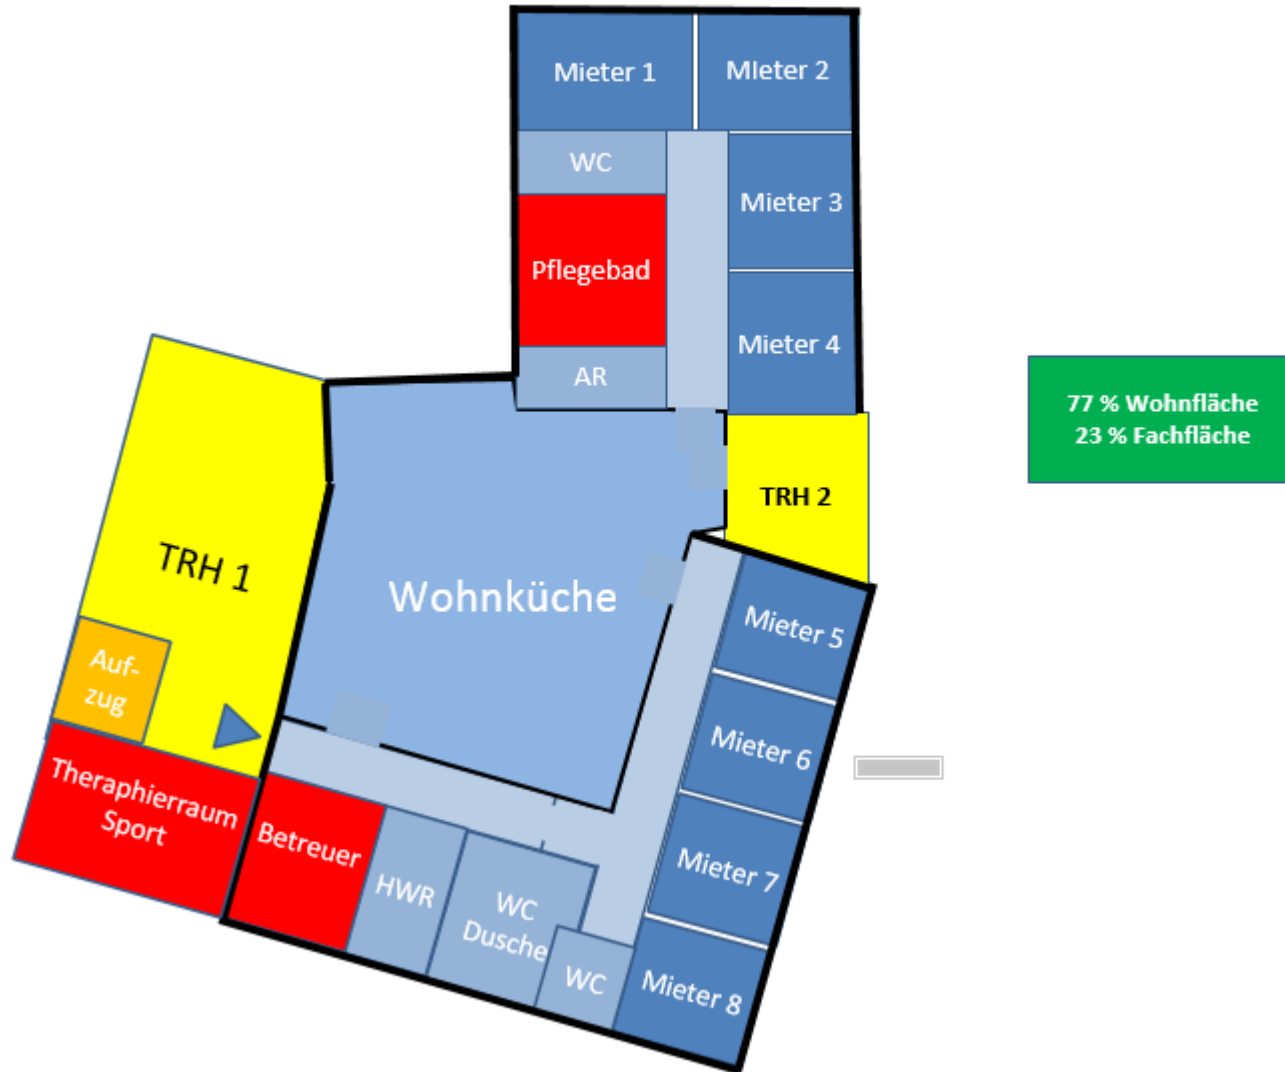 Mieter 1
MIeter 2
WC
Mieter 3
Pflegebad
Mieter 4
AR
77 % Wohnfläche
23 % Fachfläche
TRH 2
TRH 1
Wohnküche
Mieter 5
Auf-
zug
Mieter 6
Theraphierraum
Sport
Betreuer
HWR
WC
Dusche
Mieter 7
WC
Mieter 8